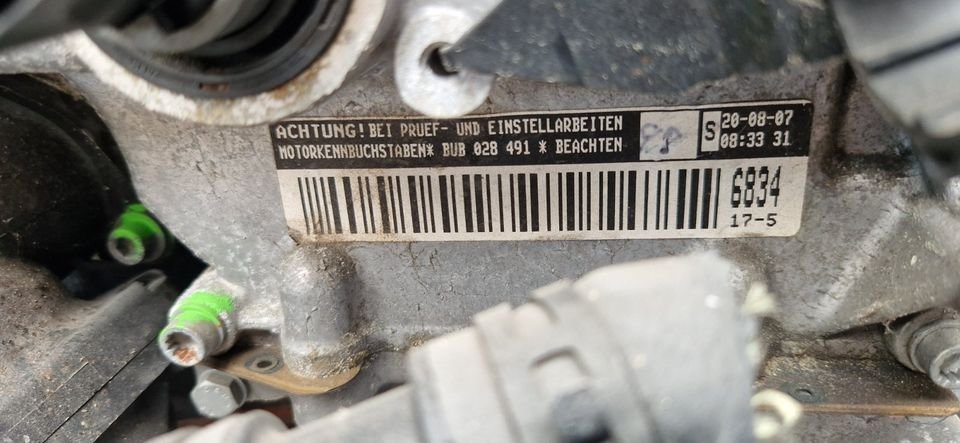 ACHTUNG! BEI PRUEF- UND EINSTELLARBEITEN
MOTORKENNBUCHSTABEN* BUB 028 491 * BEACHTEN
S
20-08-07
08:33 31
6834
17-5